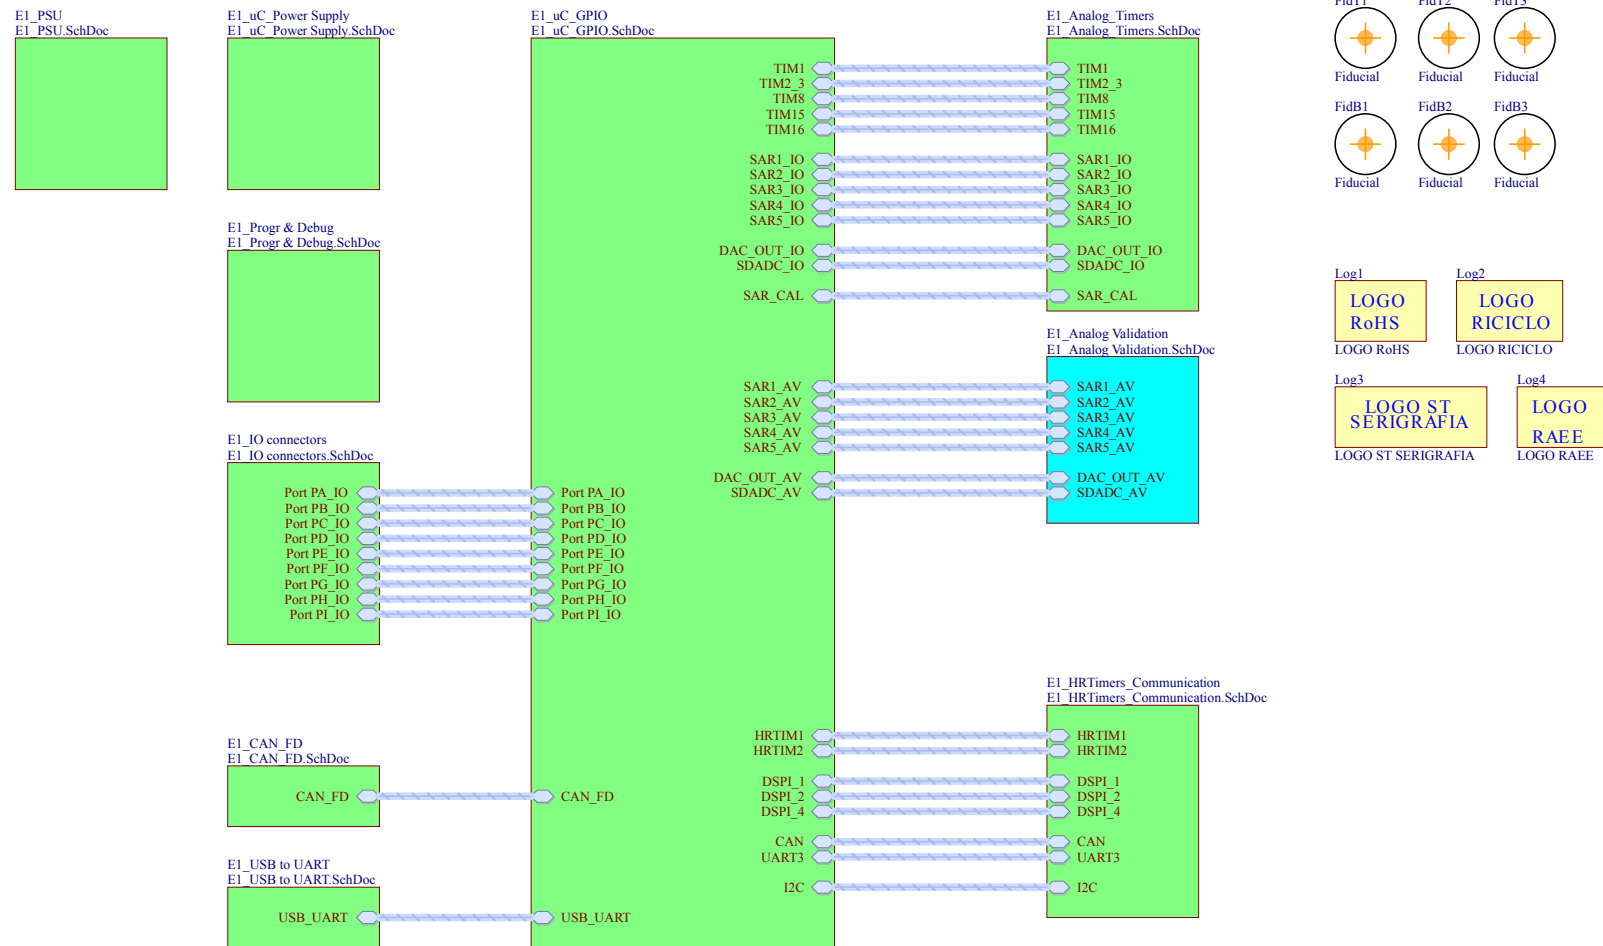 E1_PSU
E1_PSU.SchDoc
E1_uC_Power Supply
E1_uC_Power Supply.SchDoc
E1_Progr & Debug
E1_Progr & Debug.SchDoc
E1_IO connectors
E1_IO connectors.SchDoc
Port PA_IO
Port PB_IO
Port PC_IO
Port PD_IO
Port PE_IO
Port PF_IO
Port PG_IO
Port PH_IO
Port PI_IO
E1_CAN_FD
E1_CAN_FD.SchDoc
CAN_FD
E1_USB to UART
E1_USB to UART.SchDoc
USB_UART
E1_uC_GPIO
E1_uC_GPIO.SchDoc
Port PA_IO
Port PB_IO
Port PC_IO
Port PD_IO
Port PE_IO
Port PF_IO
Port PG_IO
Port PH_IO
Port PI_IO
CAN_FD
USB_UART
TIM1
TIM2_3
TIM8
TIM15
TIM16
SAR1_IO
SAR2_IO
SAR3_IO
SAR4_IO
SAR5_IO
DAC_OUT_IO
SDADC_IO
SAR_CAL
SAR1_AV
SAR2_AV
SAR3_AV
SAR4_AV
SAR5_AV
DAC_OUT_AV
SDADC_AV
HRTIM1
HRTIM2
DSPI_1
DSPI_2
DSPI_4
CAN
UART3
I2C
E1_Analog_Timers
E1_Analog_Timers.SchDoc
TIM1
TIM2_3
TIM8
TIM15
TIM16
SAR1_IO
SAR2_IO
SAR3_IO
SAR4_IO
SAR5_IO
DAC_OUT_IO
SDADC_IO
SAR_CAL
E1_Analog Validation
E1_Analog Validation.SchDoc
SAR1_AV
SAR2_AV
SAR3_AV
SAR4_AV
SAR5_AV
DAC_OUT_AV
SDADC_AV
E1_HRTimers_Communication
E1_HRTimers_Communication.SchDoc
HRTIM1
HRTIM2
DSPI_1
DSPI_2
DSPI_4
CAN
UART3
I2C
FidT1
FidT2
FidT3
Fiducial
Fiducial
Fiducial
FidB1
FidB2
FidB3
Fiducial
Fiducial
Fiducial
Log1
LOGO
RoHS
LOGO RoHS
Log2
LOGO
RICICLO
LOGO RICICLO
Log3
LOGO ST
SERIGRAFIA
LOGO ST SERIGRAFIA
Log4
LOGO
RAEE
LOGO RAEE